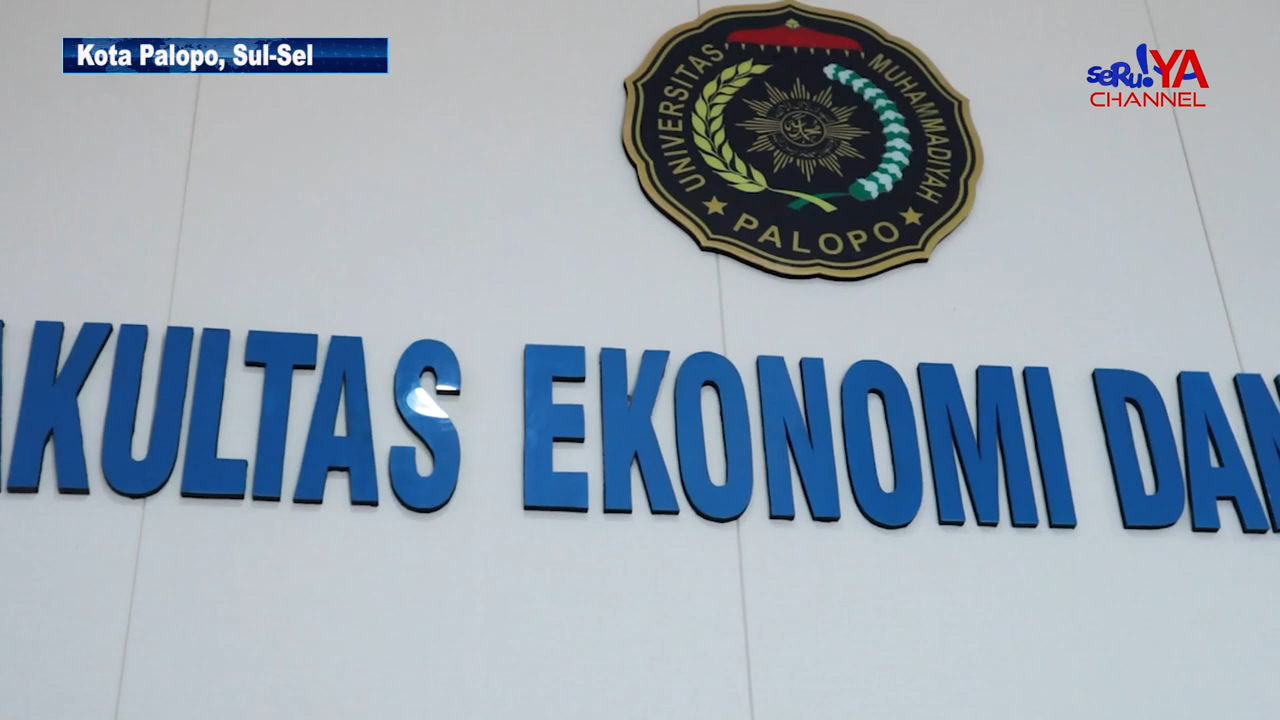 Kota Palopo, Sul-Sel
seRu!YA
CHANNEL
UNIVERSITAS MUHAMMADIYAH
PALOPO
AKULTAS EKONOMI DAN